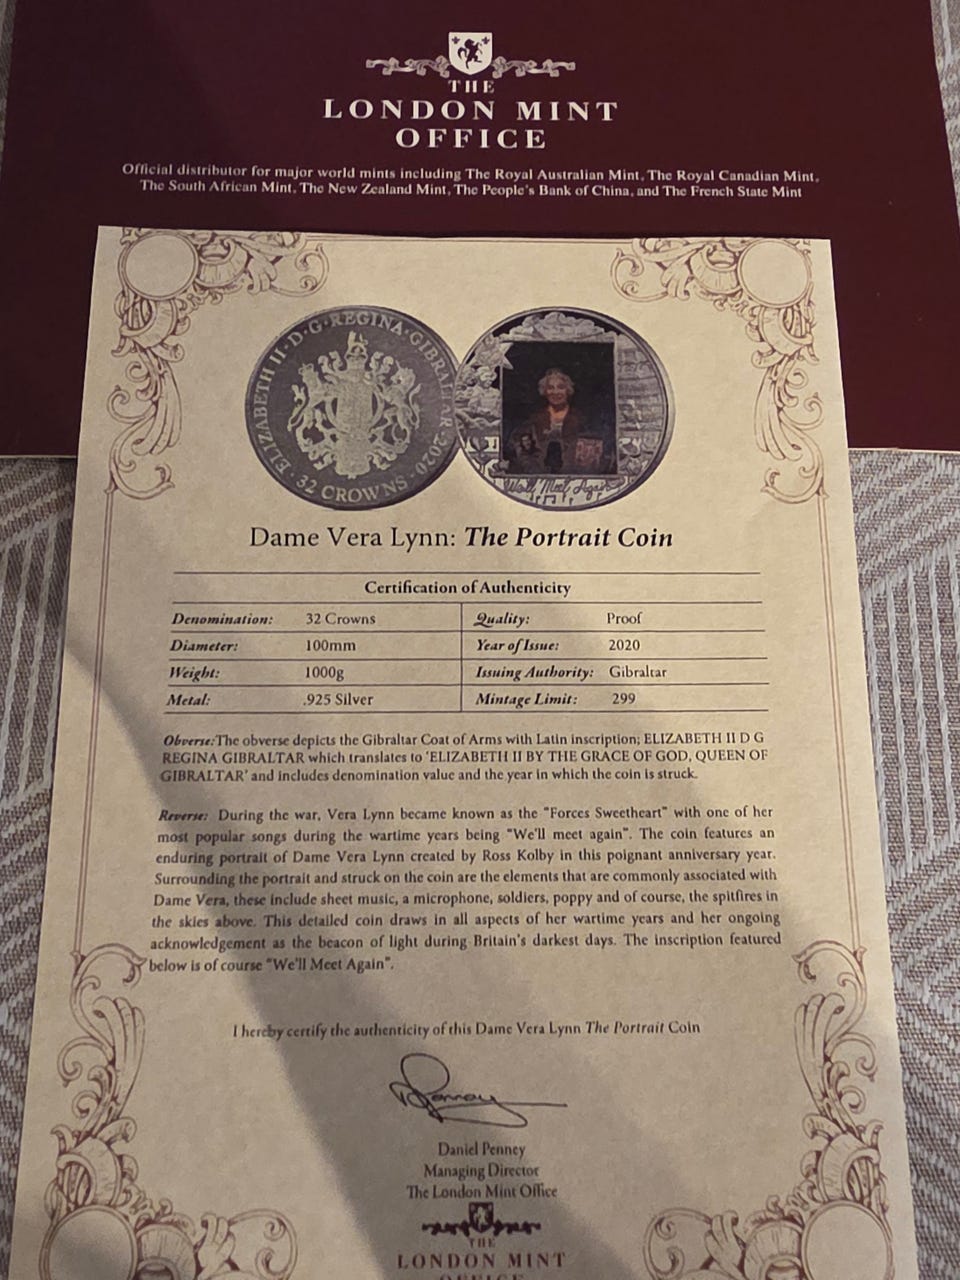 THE
LONDON MINT
OFFICE
Official distributor for major world mints including The Royal Australian Mint, The Royal Canadian Mint,
The South African Mint, The New Zealand Mint, The People's Bank of China, and The French State Mint
ELIZABETH II · D · G · REGINA · GIBRALTAR · 2020 ·
32 CROWNS
We'll Meet Again
Dame Vera Lynn: The Portrait Coin
Certification of Authenticity
Denomination: 32 Crowns Quality: Proof
Diameter: 100mm Year of Issue: 2020
Weight: 1000g Issuing Authority: Gibraltar
Metal: .925 Silver Mintage Limit: 299
Obverse:The obverse depicts the Gibraltar Coat of Arms with Latin inscription; ELIZABETH II D G
REGINA GIBRALTAR which translates to 'ELIZABETH II BY THE GRACE OF GOD, QUEEN OF
GIBRALTAR' and includes denomination value and the year in which the coin is struck.
Reverse: During the war, Vera Lynn became known as the "Forces Sweetheart" with one of her
most popular songs during the wartime years being "We'll meet again". The coin features an
enduring portrait of Dame Vera Lynn created by Ross Kolby in this poignant anniversary year.
Surrounding the portrait and struck on the coin are the elements that are commonly associated with
Dame Vera, these include sheet music, a microphone, soldiers, poppy and of course, the spitfires in
the skies above. This detailed coin draws in all aspects of her wartime years and her ongoing
acknowledgement as the beacon of light during Britain's darkest days. The inscription featured
below is of course "We'll Meet Again".
I hereby certify the authenticity of this Dame Vera Lynn The Portrait Coin
Daniel Penney
Managing Director
The London Mint Office
THE
LONDON MINT
OFFICE